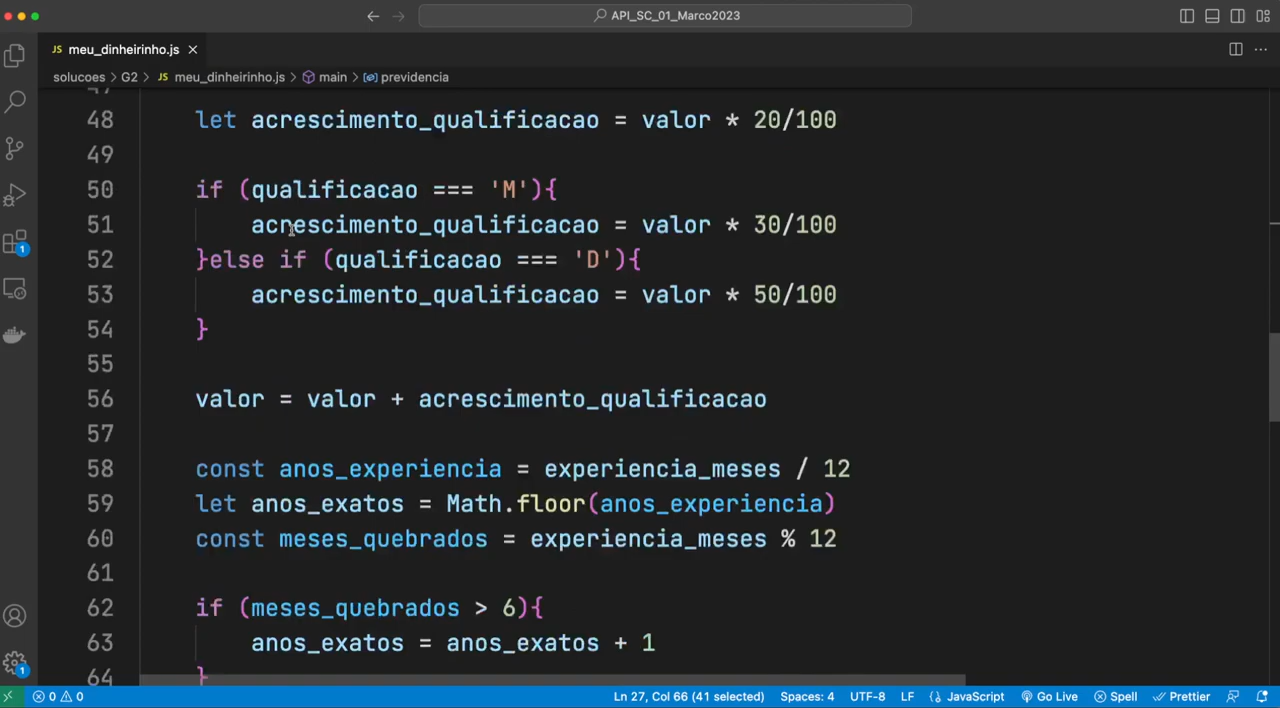 API_SC_01_Marco2023
JS meu_dinheirinho.js
solucoes > G2 > JS meu_dinheirinho.js > main > previdencia
48 let acrescimento_qualificacao = valor * 20/100
49
50 if (qualificacao === 'M'){
51 acrescimento_qualificacao = valor * 30/100
52 }else if (qualificacao === 'D'){
53 acrescimento_qualificacao = valor * 50/100
54 }
55
56 valor = valor + acrescimento_qualificacao
57
58 const anos_experiencia = experiencia_meses / 12
59 let anos_exatos = Math.floor(anos_experiencia)
60 const meses_quebrados = experiencia_meses % 12
61
62 if (meses_quebrados > 6){
63 anos_exatos = anos_exatos + 1
64 }
1
1
0 0 Ln 27, Col 66 (41 selected) Spaces: 4 UTF-8 LF JavaScript Go Live Spell Prettier